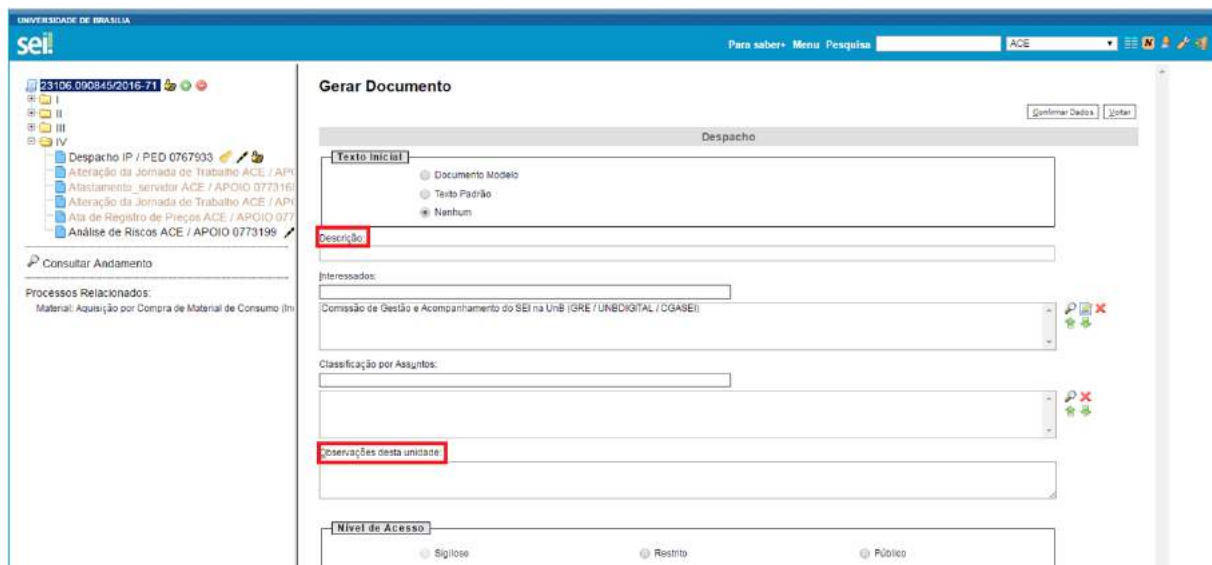 UNIVERSIDADE DE BRASÍLIA
sei!
Para saber+ Menu Pesquisa
ACE
23106.090845/2016-71
I
II
III
IV
Despacho IP / PED 0767933
Alteração da Jornada de Trabalho ACE / APO
Afastamento_servidor ACE / APOIO 077316
Alteração da Jornada de Trabalho ACE / APO
Ata de Registro de Preços ACE / APOIO 077
Análise de Riscos ACE / APOIO 0773199
Consultar Andamento
Processos Relacionados:
Material: Aquisição por Compra de Material de Consumo (In
Gerar Documento
Confirmar Dados Voltar
Despacho
Texto Inicial
Documento Modelo
Texto Padrão
Nenhum
Descrição:
Interessados:
Comissão de Gestão e Acompanhamento do SEI na UnB (GRE / UNBDIGITAL / CGASEI)
Classificação por Assuntos:
Observações desta unidade:
Nível de Acesso
Sigiloso Restrito Público